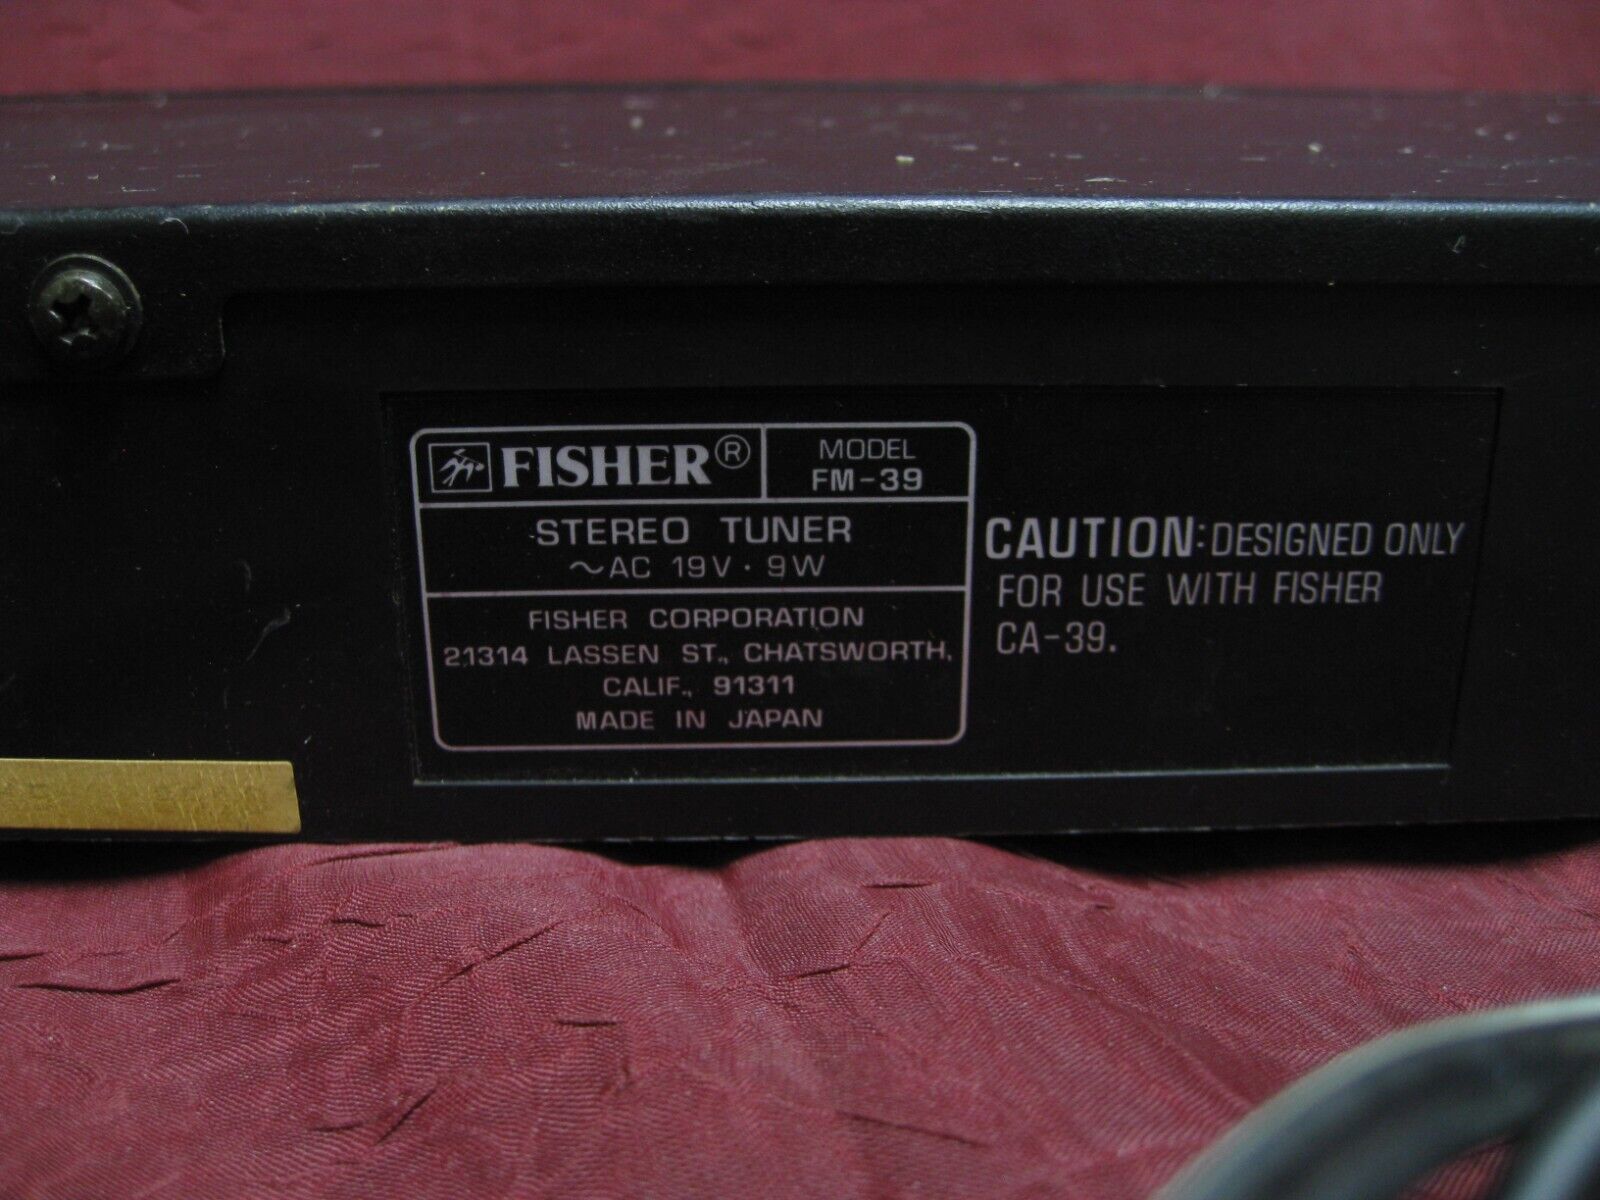 FISHER®
MODEL
FM-39
STEREO TUNER
~AC 19V · 9W
FISHER CORPORATION
21314 LASSEN ST., CHATSWORTH,
CALIF., 91311
MADE IN JAPAN
CAUTION: DESIGNED ONLY
FOR USE WITH FISHER
CA-39.